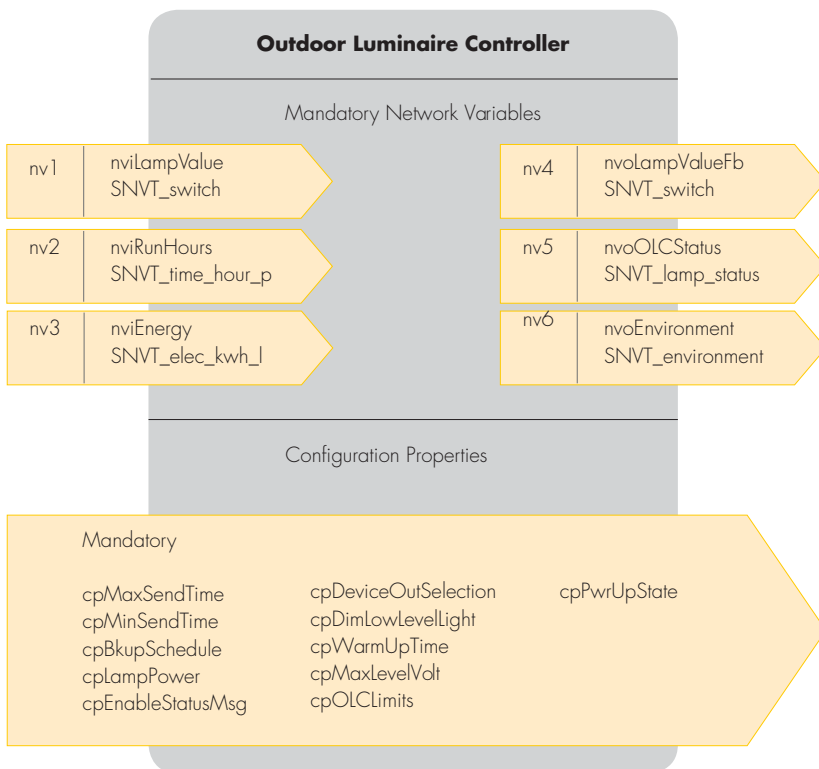 Outdoor Luminaire Controller
Mandatory Network Variables
nv1
nviLampValue
SNVT_switch
nv2
nviRunHours
SNVT_time_hour_p
nv3
nviEnergy
SNVT_elec_kwh_l
nv4
nvoLampValueFb
SNVT_switch
nv5
nvoOLCStatus
SNVT_lamp_status
nv6
nvoEnvironment
SNVT_environment
Configuration Properties
Mandatory
cpMaxSendTime
cpMinSendTime
cpBkupSchedule
cpLampPower
cpEnableStatusMsg
cpDeviceOutSelection
cpDimLowLevelLight
cpWarmUpTime
cpMaxLevelVolt
cpOLCLimits
cpPwrUpState